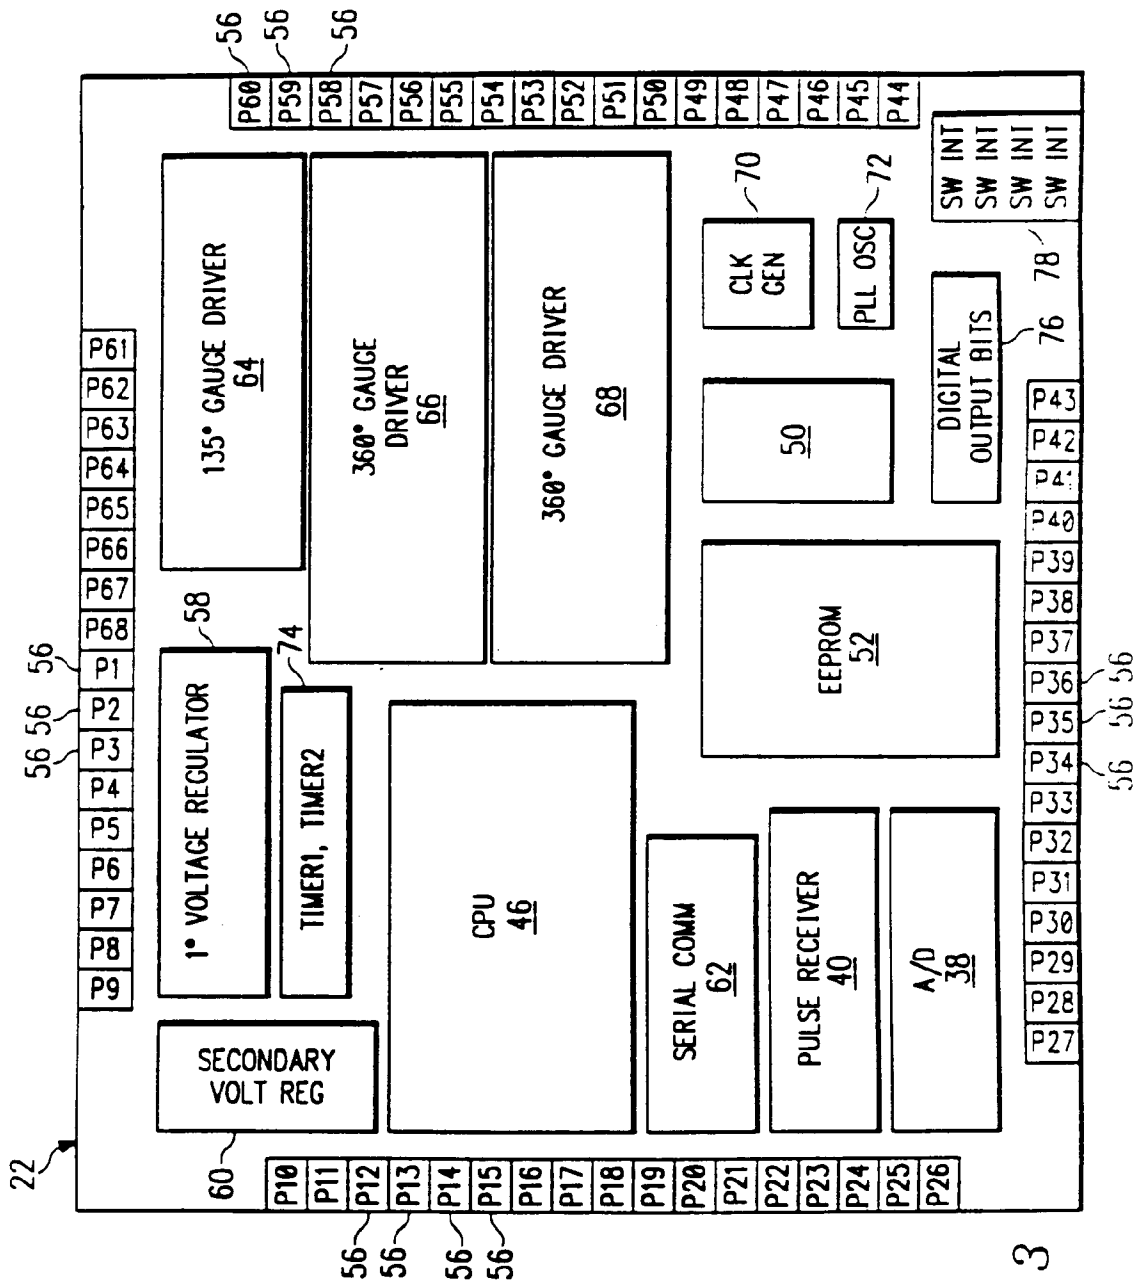 22
3
56
56
56
56
P26
P25
P24
P23
P22
P21
P20
P19
P18
P17
P16
P15
P14
P13
P12
P11
P10
60
P27
P28
P29
P30
P31
P32
P33
P34
P35
P36
P37
P38
P39
P40
P41
P42
P43
56
56
56
A/D
38
PULSE RECEIVER
40
SERIAL COMM
62
CPU
46
TIMER1, TIMER2
74
SECONDARY
VOLT REG
1° VOLTAGE REGULATOR
58
P9
P8
P7
P6
P5
P4
P3
P2
P1
P68
P67
P66
P65
P64
P63
P62
P61
56
56
56
EEPROM
52
50
DIGITAL
OUTPUT BITS
76
CLK
GEN
70
PLL OSC
72
78
SW INT
SW INT
SW INT
SW INT
360° GAUGE DRIVER
68
360° GAUGE
DRIVER
66
135° GAUGE DRIVER
64
P44
P45
P46
P47
P48
P49
P50
P51
P52
P53
P54
P55
P56
P57
P58
P59
P60
56
56
56